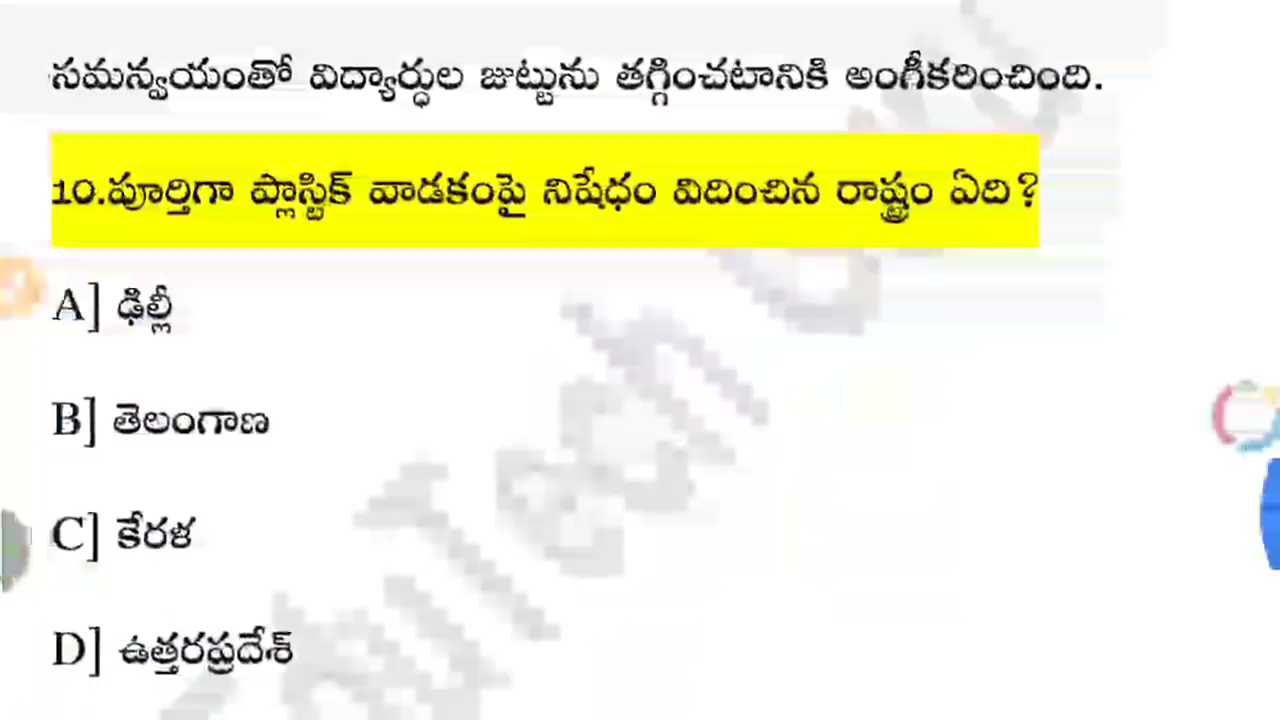 సమన్వయంతో విద్యార్ధుల జుట్టును తగ్గించటానికి అంగీకరించింది.
10.పూర్తిగా ప్లాస్టిక్ వాడకంపై నిషేధం విదించిన రాష్ట్రం ఏది?
A] ఢిల్లీ
B] తెలంగాణ
C] కేరళ
D] ఉత్తరప్రదేశ్